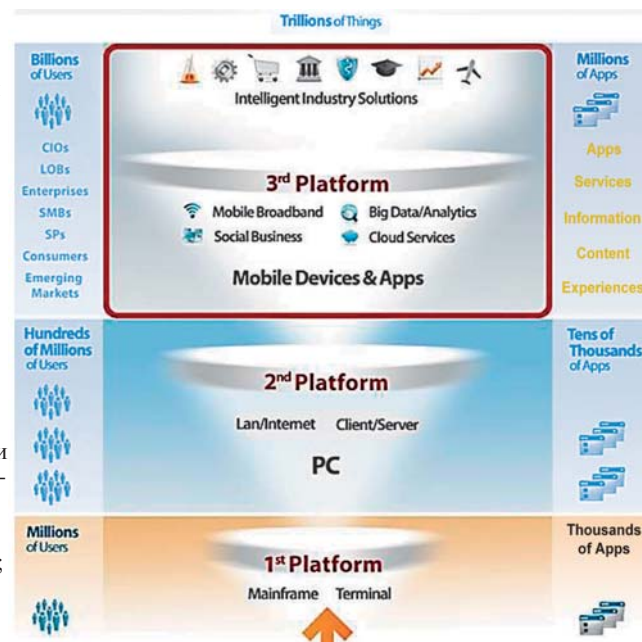 Trillions of Things
Billions
of Users
CIOs
LOBs
Enterprises
SMBs
SPs
Consumers
Emerging
Markets
Intelligent Industry Solutions
3rd Platform
Mobile Broadband
Big Data/Analytics
Social Business
Cloud Services
Mobile Devices & Apps
Millions
of Apps
Apps
Services
Information
Content
Experiences
Hundreds
of Millions
of Users
2nd Platform
Lan/Internet Client/Server
PC
Tens of
Thousands
of Apps
и
–
;
Millions
of Users
1st Platform
Mainframe Terminal
Thousands
of Apps